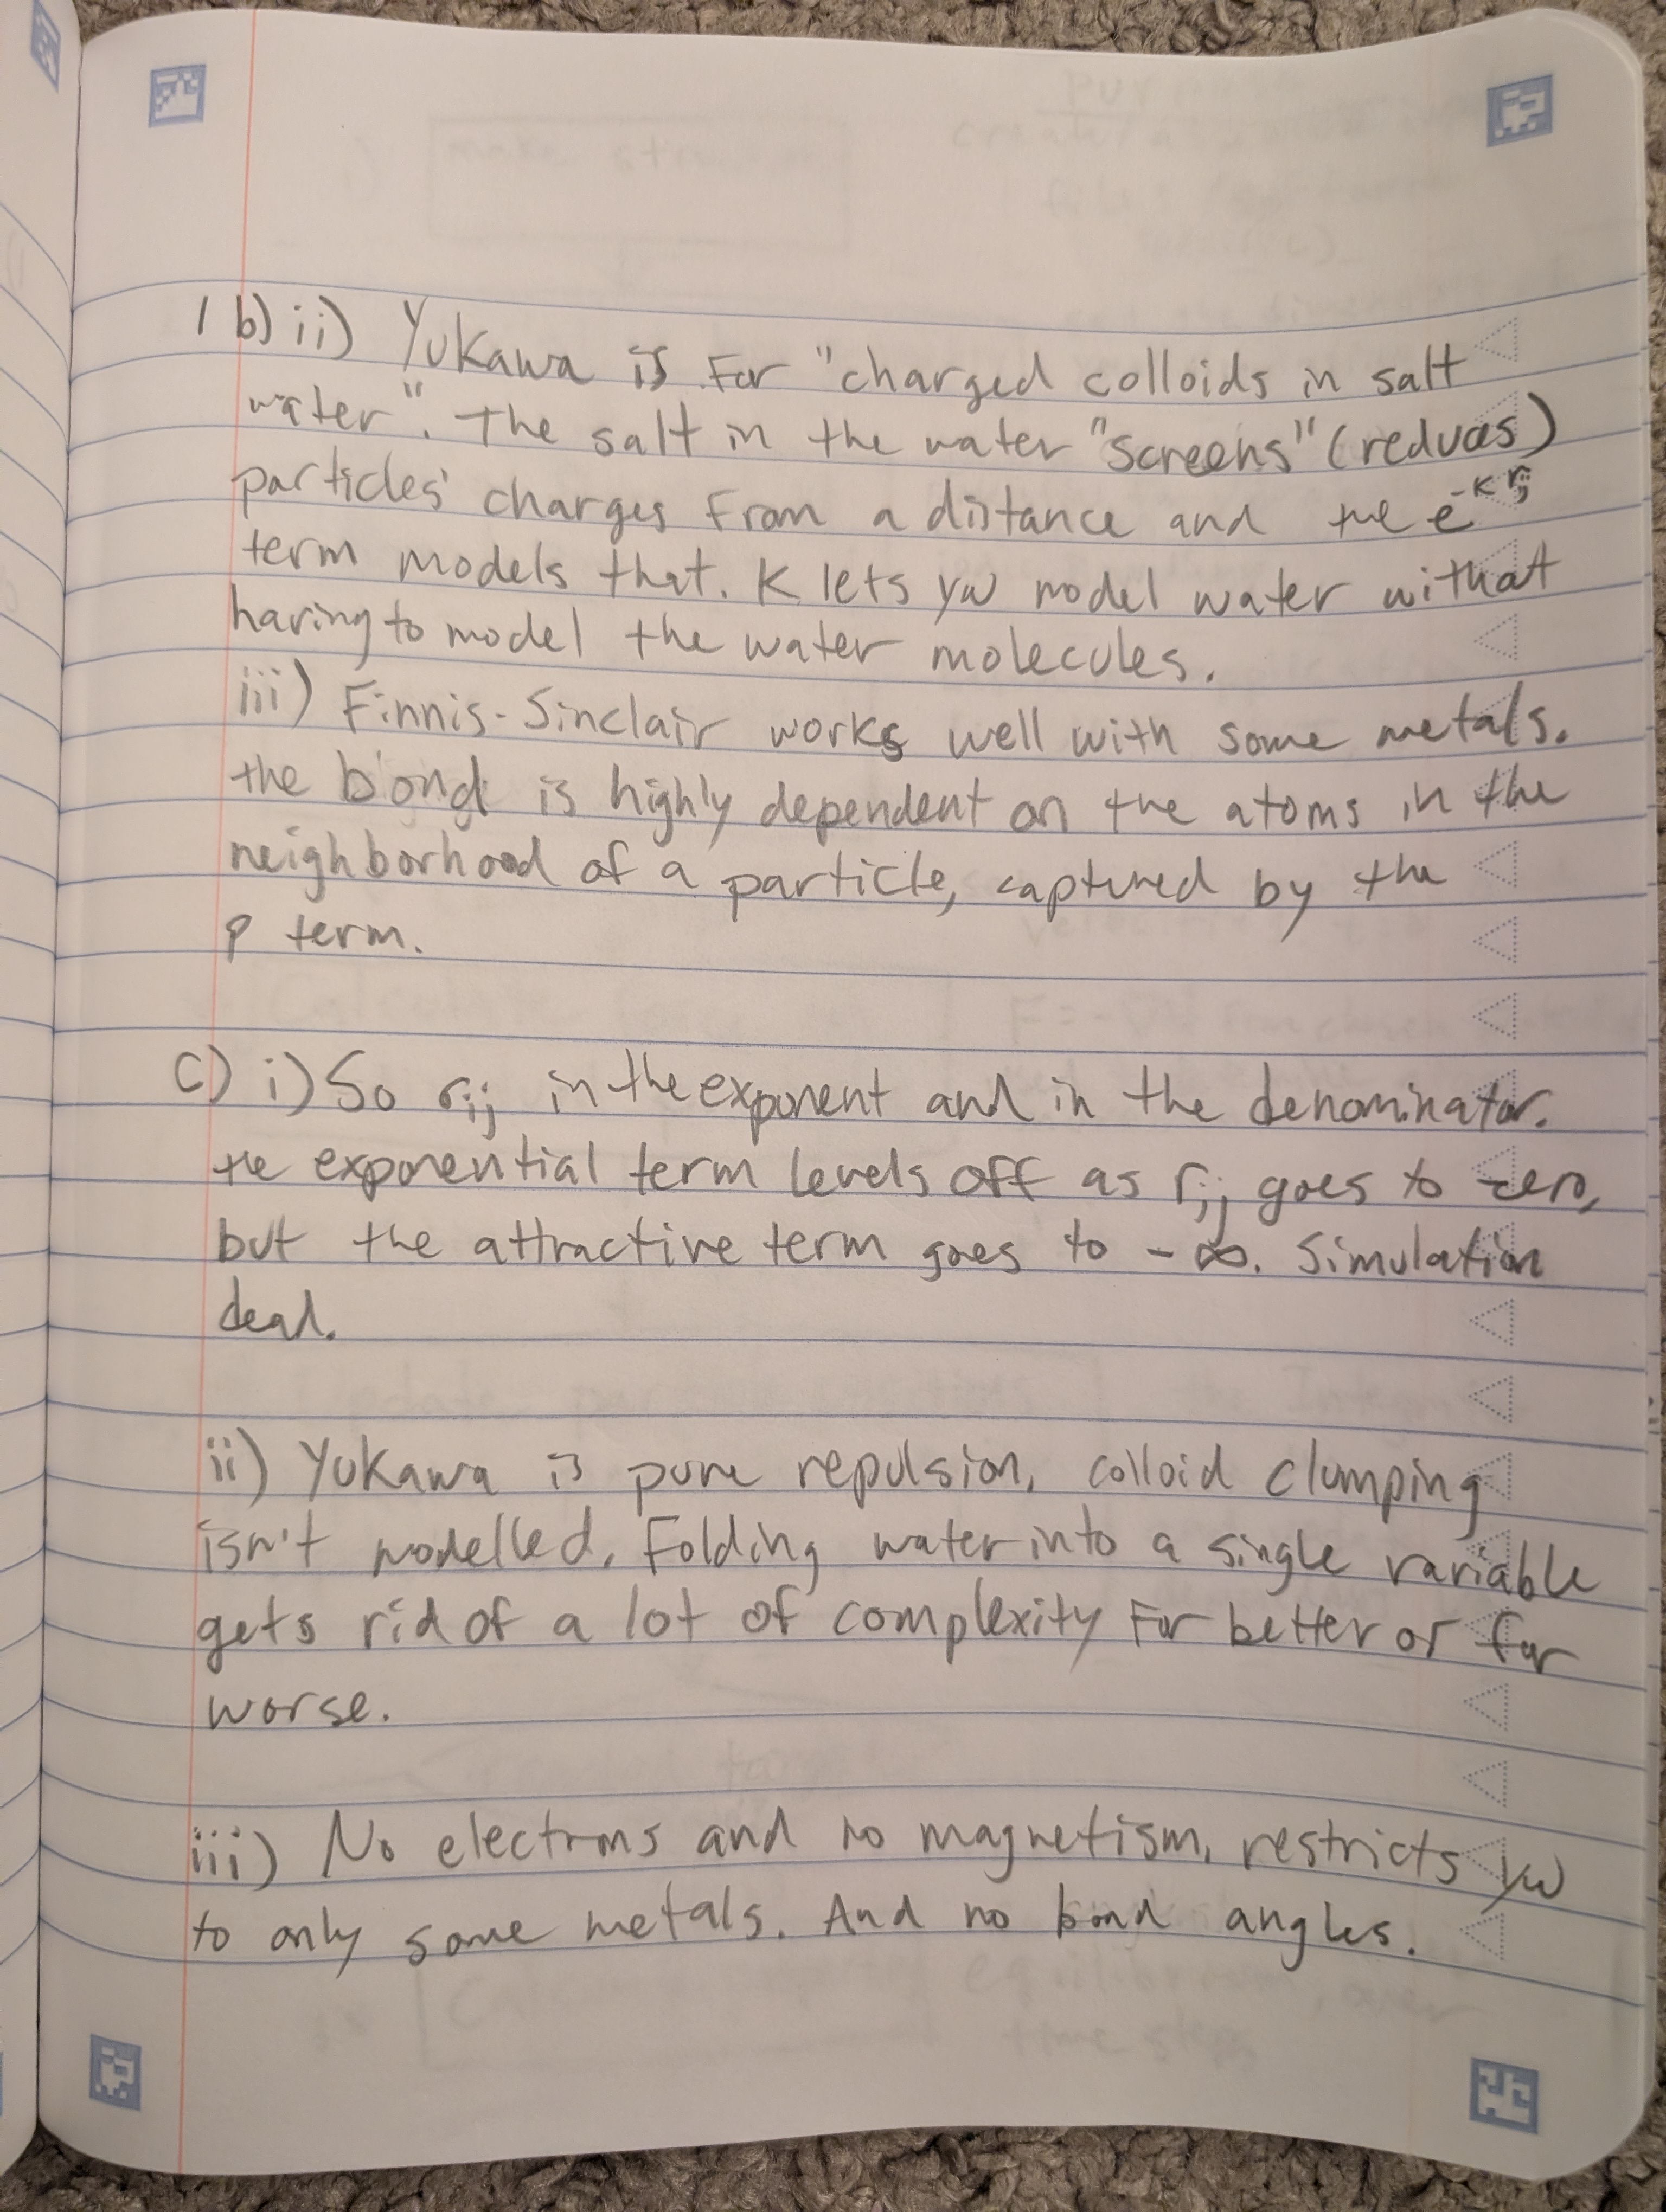 1 b) ii) Yukawa is for "charged colloids in salt
water". The salt in the water "screens" (reduces)
particles' charges from a distance and the e^-κr_ij
term models that. K lets you model water without
having to model the water molecules.
iii) Finnis-Sinclair works well with some metals.
the bond is highly dependent on the atoms in the
neighborhood of a particle, captured by the
ρ term.
c) i) So r_ij in the exponent and in the denominator.
the exponential term levels off as r_ij goes to zero,
but the attractive term goes to -∞. Simulation
dead.
ii) Yukawa is pure repulsion, colloid clumping
isn't modelled. Folding water into a single variable
gets rid of a lot of complexity for better or for
worse.
iii) No electrons and no magnetism, restricts you
to only some metals. And no bond angles.